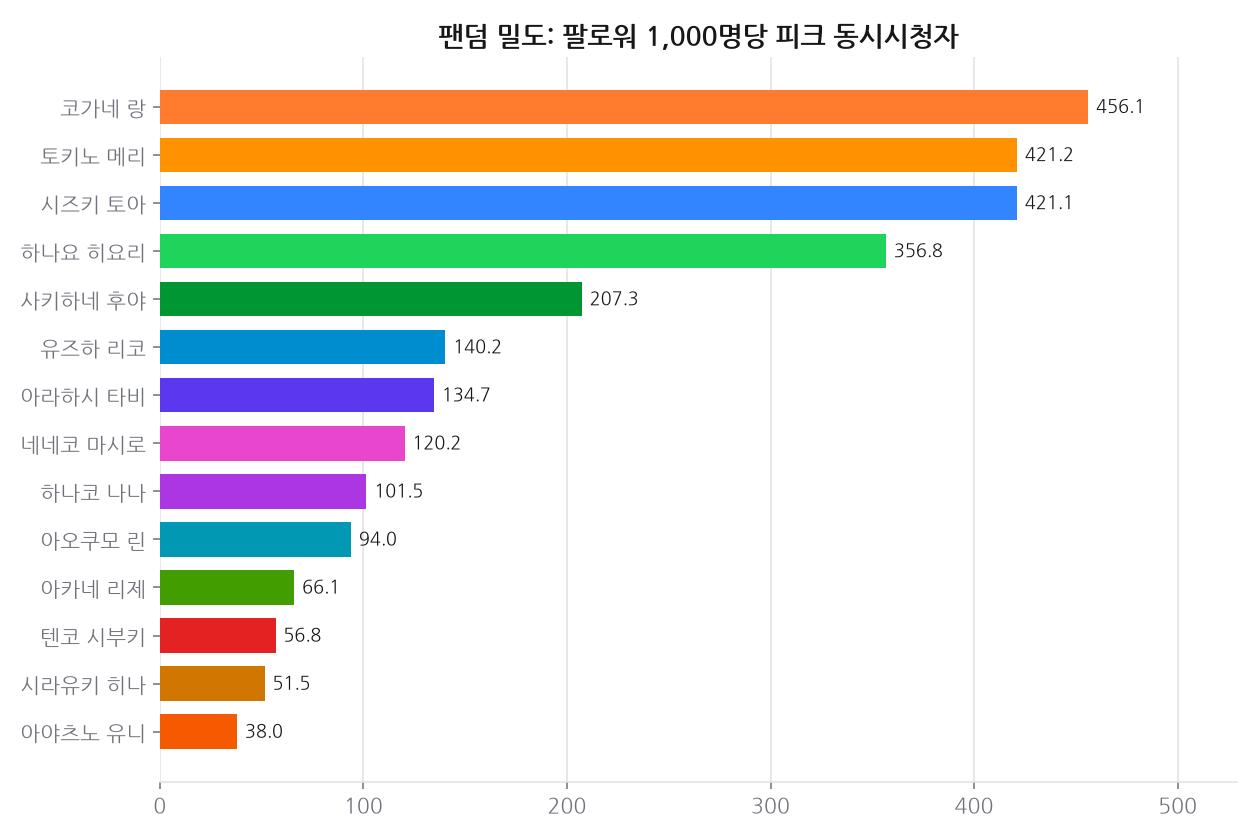 팬덤 밀도: 팔로워 1,000명당 피크 동시시청자
코가네 랑 456.1
토키노 메리 421.2
시즈키 토아 421.1
하나요 히요리 356.8
사키하네 후야 207.3
유즈하 리코 140.2
아라하시 타비 134.7
네네코 마시로 120.2
하나코 나나 101.5
아오쿠모 린 94.0
아카네 리제 66.1
텐코 시부키 56.8
시라유키 히나 51.5
아야츠노 유니 38.0
0 100 200 300 400 500